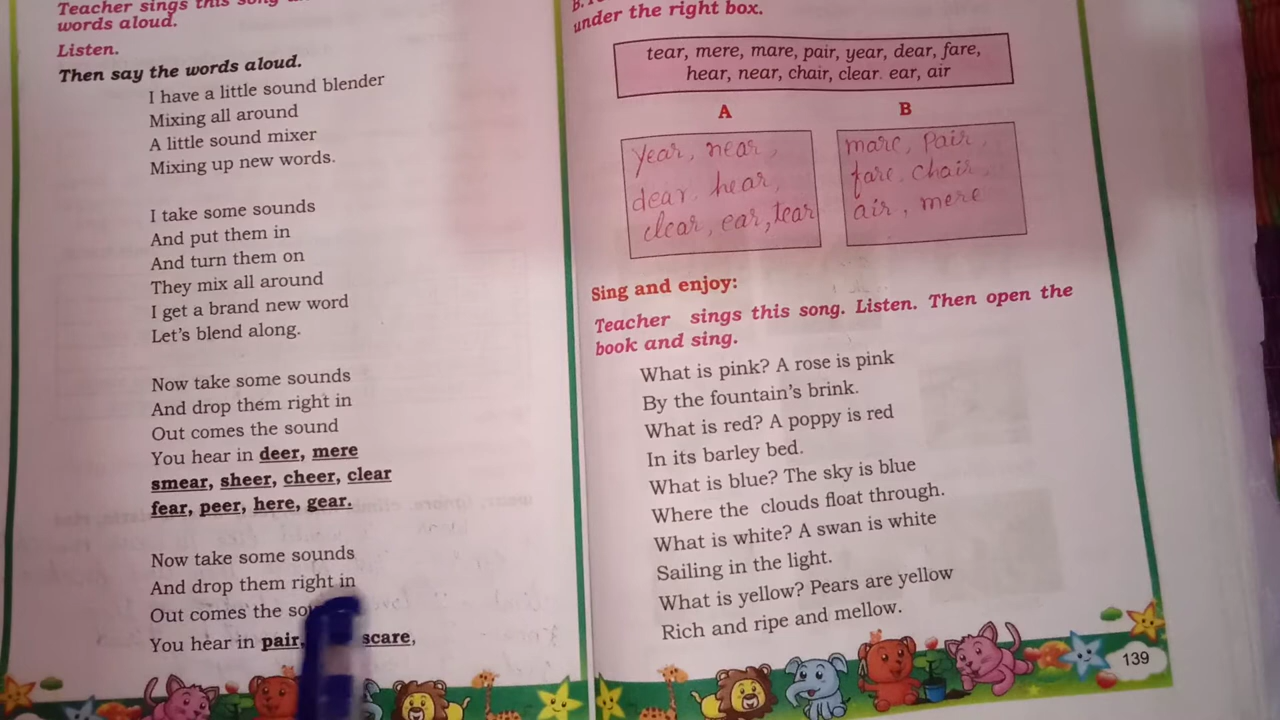 Teacher sings this song
words aloud.
Listen.
Then say the words aloud.
I have a little sound blender
Mixing all around
A little sound mixer
Mixing up new words.
I take some sounds
And put them in
And turn them on
They mix all around
I get a brand new word
Let's blend along.
Now take some sounds
And drop them right in
Out comes the sound
You hear in deer, mere
smear, sheer, cheer, clear
fear, peer, here, gear.
Now take some sounds
And drop them right in
Out comes the
You hear in pair, scare,
B.
under the right box.
tear, mere, mare, pair, year, dear, fare,
hear, near, chair, clear. ear, air
A
year, near,
dear, hear,
clear, ear, tear
B
mare, Pair,
fare, chair,
air, mere
Sing and enjoy:
Teacher sings this song. Listen. Then open the
book and sing.
What is pink? A rose is pink
By the fountain's brink.
What is red? A poppy is red
In its barley bed.
What is blue? The sky is blue
Where the clouds float through.
What is white? A swan is white
Sailing in the light.
What is yellow? Pears are yellow
Rich and ripe and mellow.
139